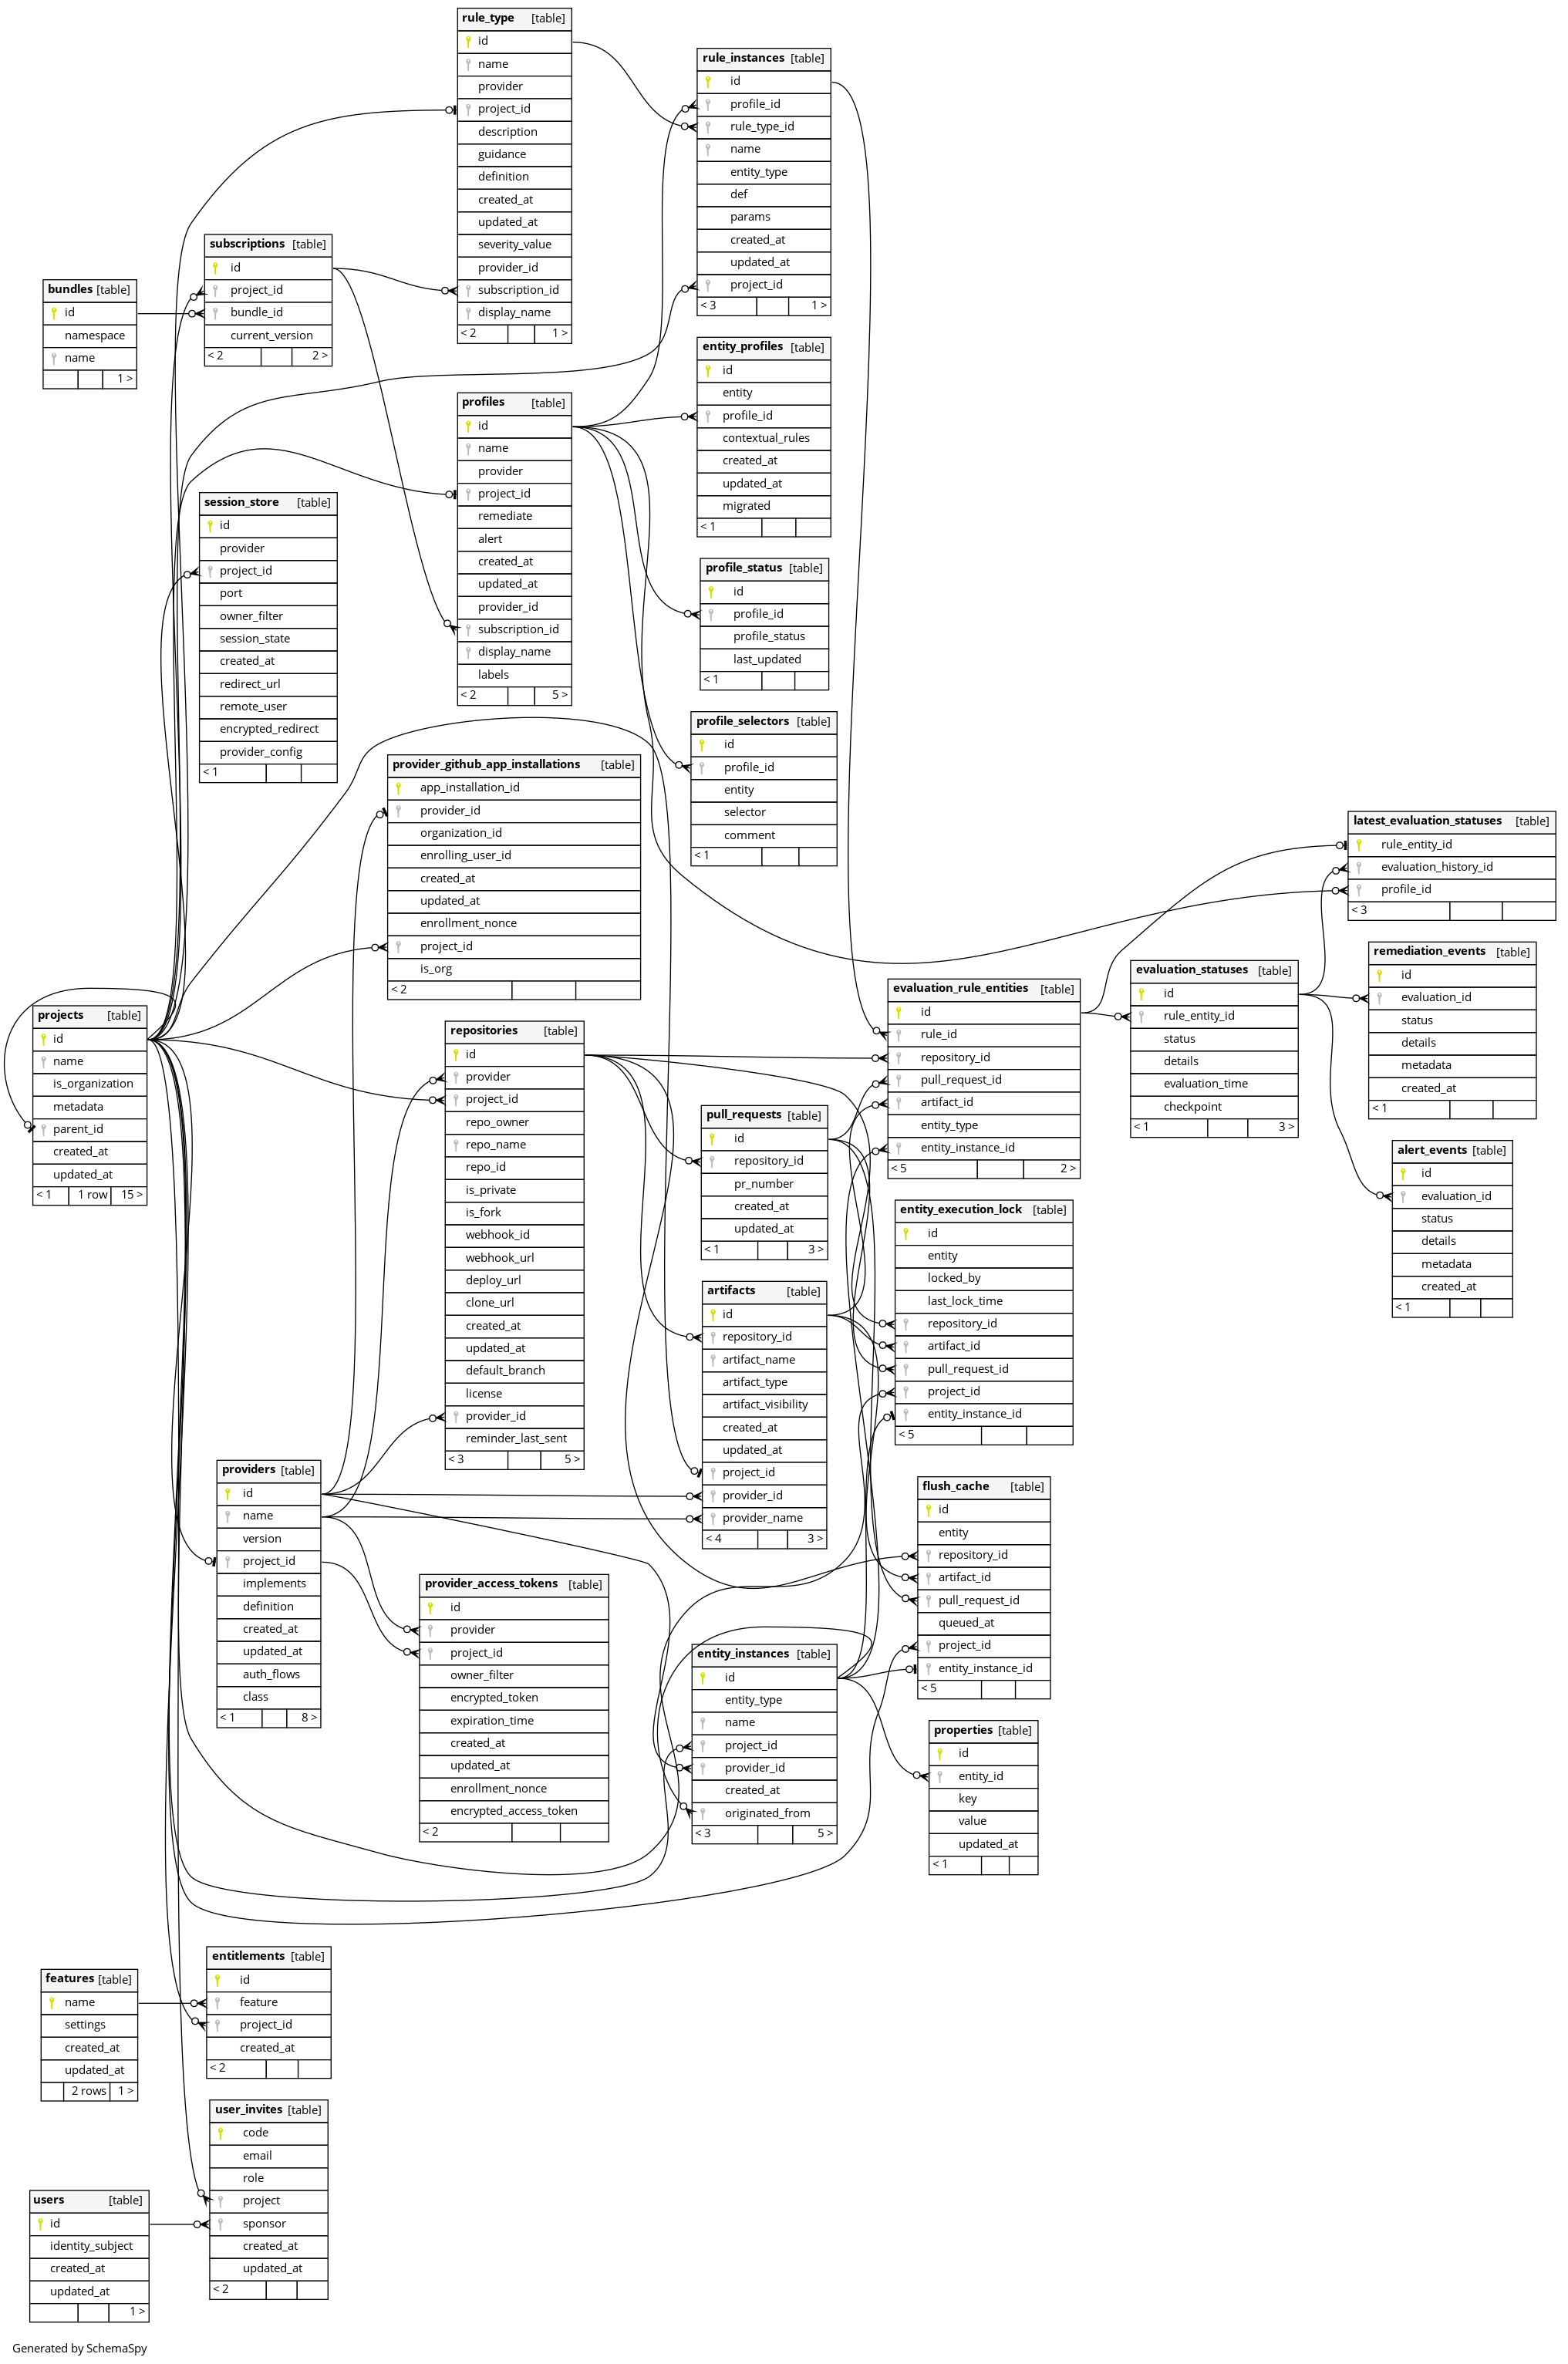 rule_type [table]
id
name
provider
project_id
description
guidance
definition
created_at
updated_at
severity_value
provider_id
subscription_id
display_name
< 2 1 >
rule_instances [table]
id
profile_id
rule_type_id
name
entity_type
def
params
created_at
updated_at
project_id
< 3 1 >
subscriptions [table]
id
project_id
bundle_id
current_version
< 2 2 >
bundles [table]
id
namespace
name
1 >
entity_profiles [table]
id
entity
profile_id
contextual_rules
created_at
updated_at
migrated
< 1
profiles [table]
id
name
provider
project_id
remediate
alert
created_at
updated_at
provider_id
subscription_id
display_name
labels
< 2 5 >
session_store [table]
id
provider
project_id
port
owner_filter
session_state
created_at
redirect_url
remote_user
encrypted_redirect
provider_config
< 1
profile_status [table]
id
profile_id
profile_status
last_updated
< 1
profile_selectors [table]
id
profile_id
entity
selector
comment
< 1
provider_github_app_installations [table]
app_installation_id
provider_id
organization_id
enrolling_user_id
created_at
updated_at
enrollment_nonce
project_id
is_org
< 2
latest_evaluation_statuses [table]
rule_entity_id
evaluation_history_id
profile_id
< 3
remediation_events [table]
id
evaluation_id
status
details
metadata
created_at
< 1
evaluation_statuses [table]
id
rule_entity_id
status
details
evaluation_time
checkpoint
< 1 3 >
evaluation_rule_entities [table]
id
rule_id
repository_id
pull_request_id
artifact_id
entity_type
entity_instance_id
< 5 2 >
projects [table]
id
name
is_organization
metadata
parent_id
created_at
updated_at
< 1 1 row 15 >
repositories [table]
id
provider
project_id
repo_owner
repo_name
repo_id
is_private
is_fork
webhook_id
webhook_url
deploy_url
clone_url
created_at
updated_at
default_branch
license
provider_id
reminder_last_sent
< 3 5 >
pull_requests [table]
id
repository_id
pr_number
created_at
updated_at
< 1 3 >
alert_events [table]
id
evaluation_id
status
details
metadata
created_at
< 1
entity_execution_lock [table]
id
entity
locked_by
last_lock_time
repository_id
artifact_id
pull_request_id
project_id
entity_instance_id
< 5
artifacts [table]
id
repository_id
artifact_name
artifact_type
artifact_visibility
created_at
updated_at
project_id
provider_id
provider_name
< 4 3 >
providers [table]
id
name
version
project_id
implements
definition
created_at
updated_at
auth_flows
class
< 1 8 >
flush_cache [table]
id
entity
repository_id
artifact_id
pull_request_id
queued_at
project_id
entity_instance_id
< 5
provider_access_tokens [table]
id
provider
project_id
owner_filter
encrypted_token
expiration_time
created_at
updated_at
enrollment_nonce
encrypted_access_token
< 2
entity_instances [table]
id
entity_type
name
project_id
provider_id
created_at
originated_from
< 3 5 >
properties [table]
id
entity_id
key
value
updated_at
< 1
entitlements [table]
id
feature
project_id
created_at
< 2
features [table]
name
settings
created_at
updated_at
2 rows 1 >
user_invites [table]
code
email
role
project
sponsor
created_at
updated_at
< 2
users [table]
id
identity_subject
created_at
updated_at
1 >
Generated by SchemaSpy